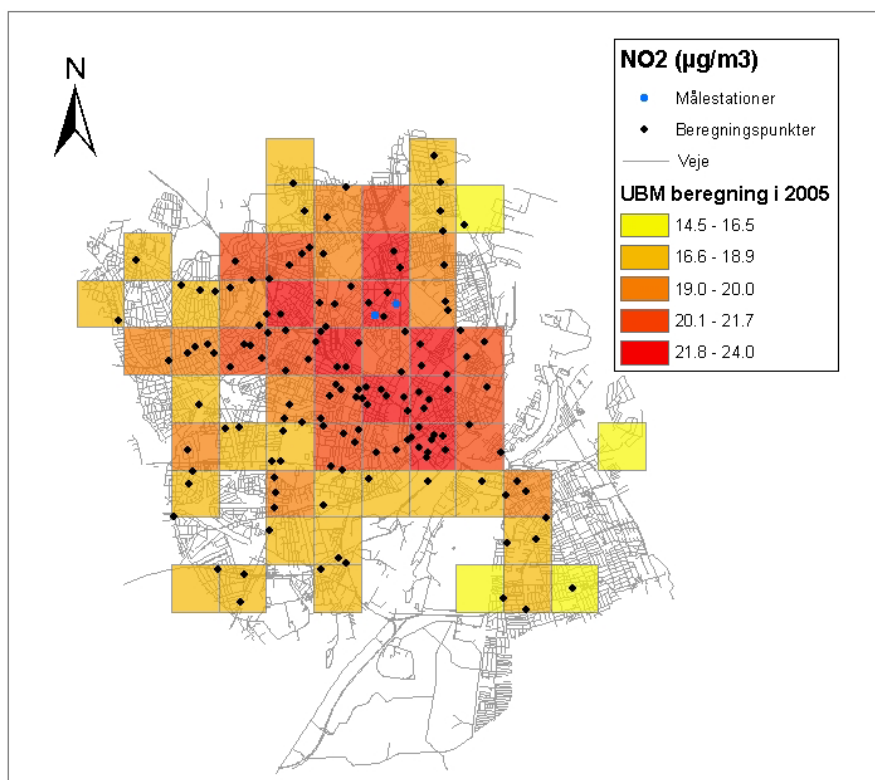 N
NO2 (µg/m3)
Målestationer
Beregningspunkter
Veje
UBM beregning i 2005
14.5 - 16.5
16.6 - 18.9
19.0 - 20.0
20.1 - 21.7
21.8 - 24.0